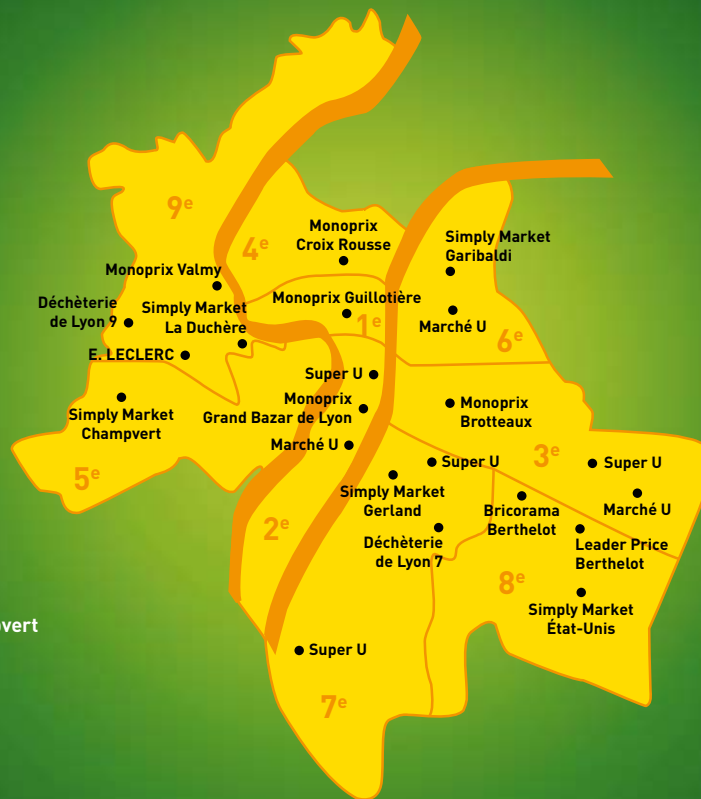 9e
4e
Monoprix
Croix Rousse
Simply Market
Garibaldi
Monoprix Valmy
Déchèterie
de Lyon 9
Simply Market
La Duchère
Monoprix Guillotière
1e
Marché U
6e
E. LECLERC
Super U
Simply Market
Champvert
Monoprix
Grand Bazar de Lyon
Monoprix
Brotteaux
Marché U
3e
5e
Super U
Super U
Simply Market
Gerland
Bricorama
Berthelot
Marché U
2e
Déchèterie
de Lyon 7
Leader Price
Berthelot
8e
Simply Market
État-Unis
vert
Super U
7e